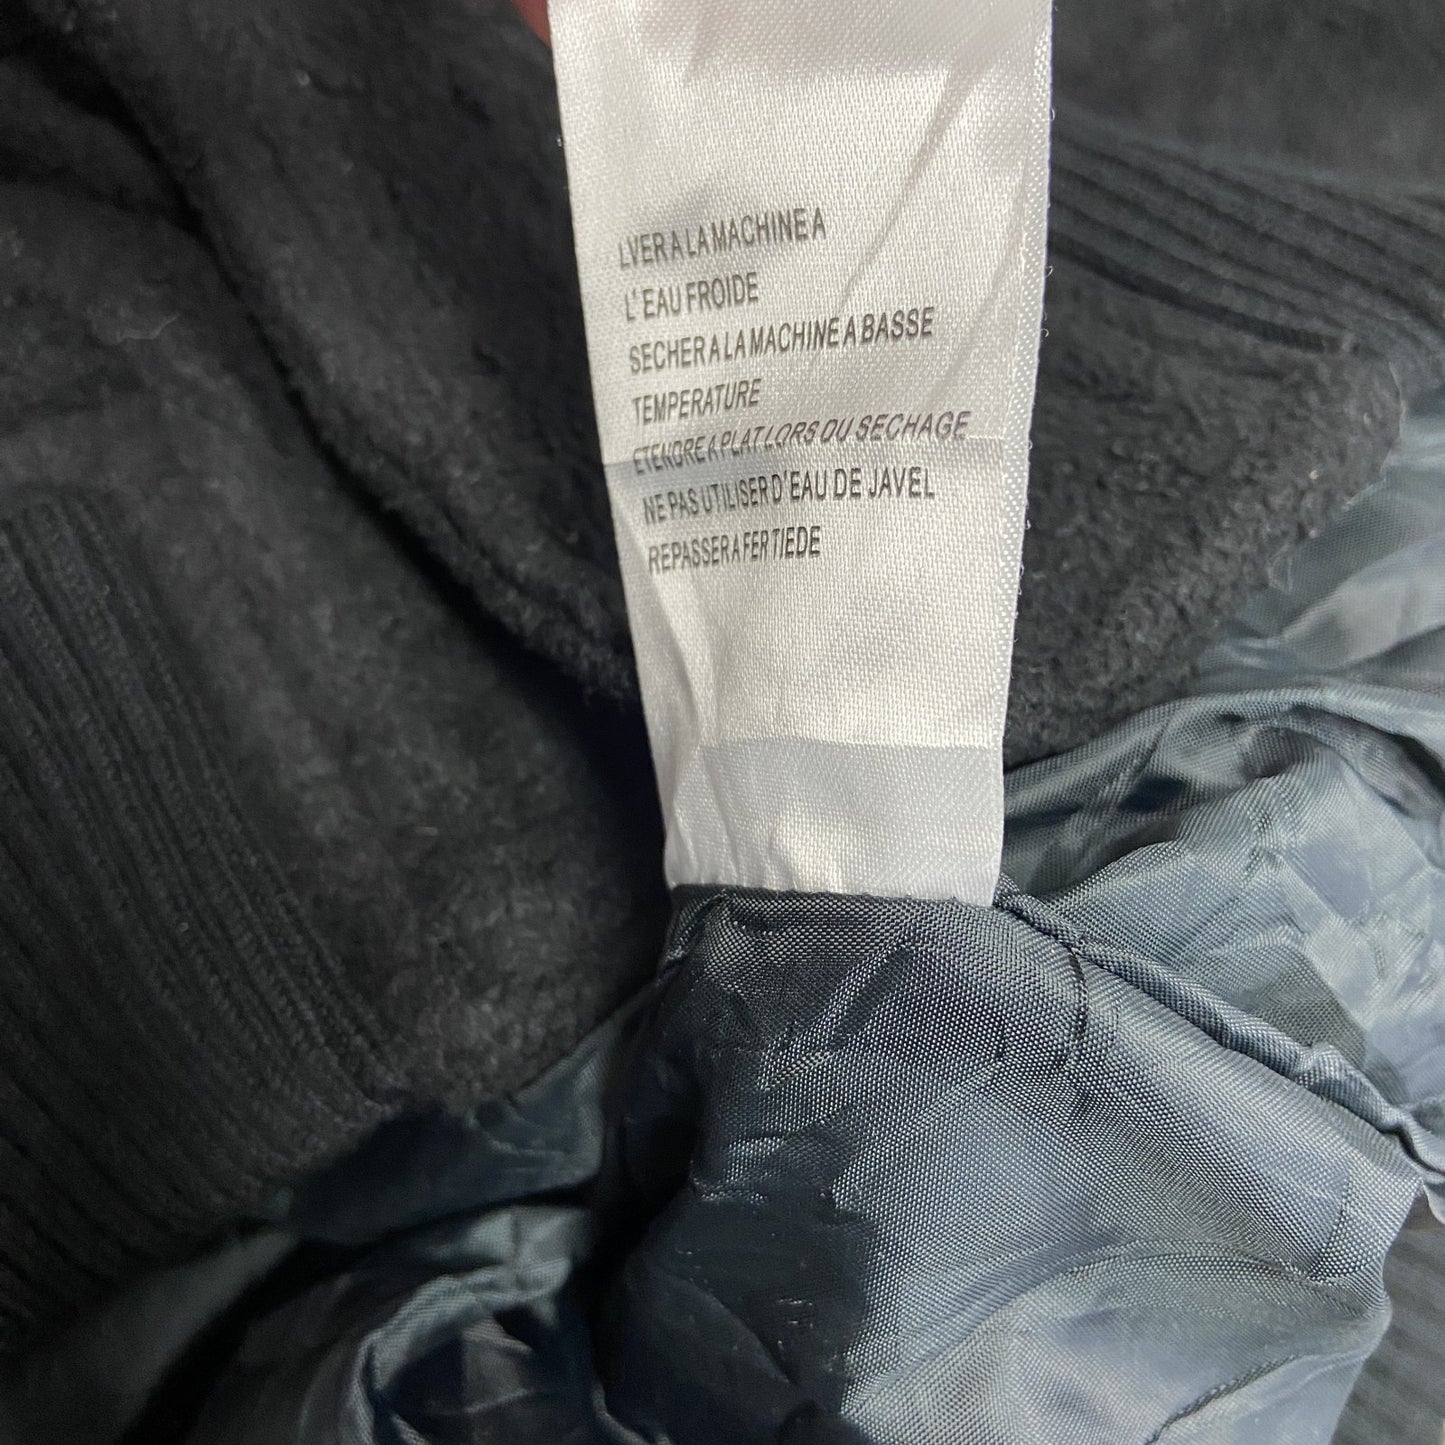 LVER A LA MACHINE A
L'EAU FROIDE
SECHER A LA MACHINE A BASSE
TEMPERATURE
ETENDRE A PLAT LORS DU SECHAGE
NE PAS UTILISER D'EAU DE JAVEL
REPASSER A FER TIEDE